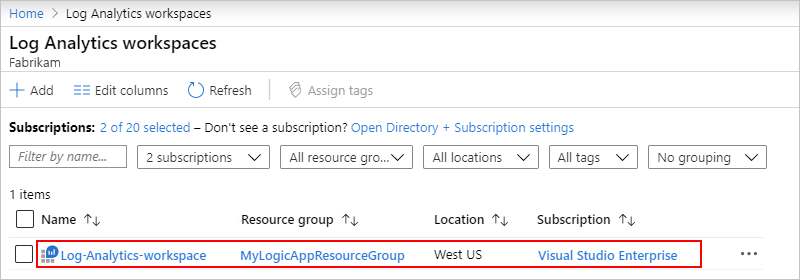 Home > Log Analytics workspaces
Log Analytics workspaces
Fabrikam
Add Edit columns Refresh Assign tags
Subscriptions: 2 of 20 selected – Don't see a subscription? Open Directory + Subscription settings
Filter by name... 2 subscriptions All resource gro... All locations All tags No grouping
1 items
Name ↑↓ Resource group ↑↓ Location ↑↓ Subscription ↑↓
Log-Analytics-workspace MyLogicAppResourceGroup West US Visual Studio Enterprise ...